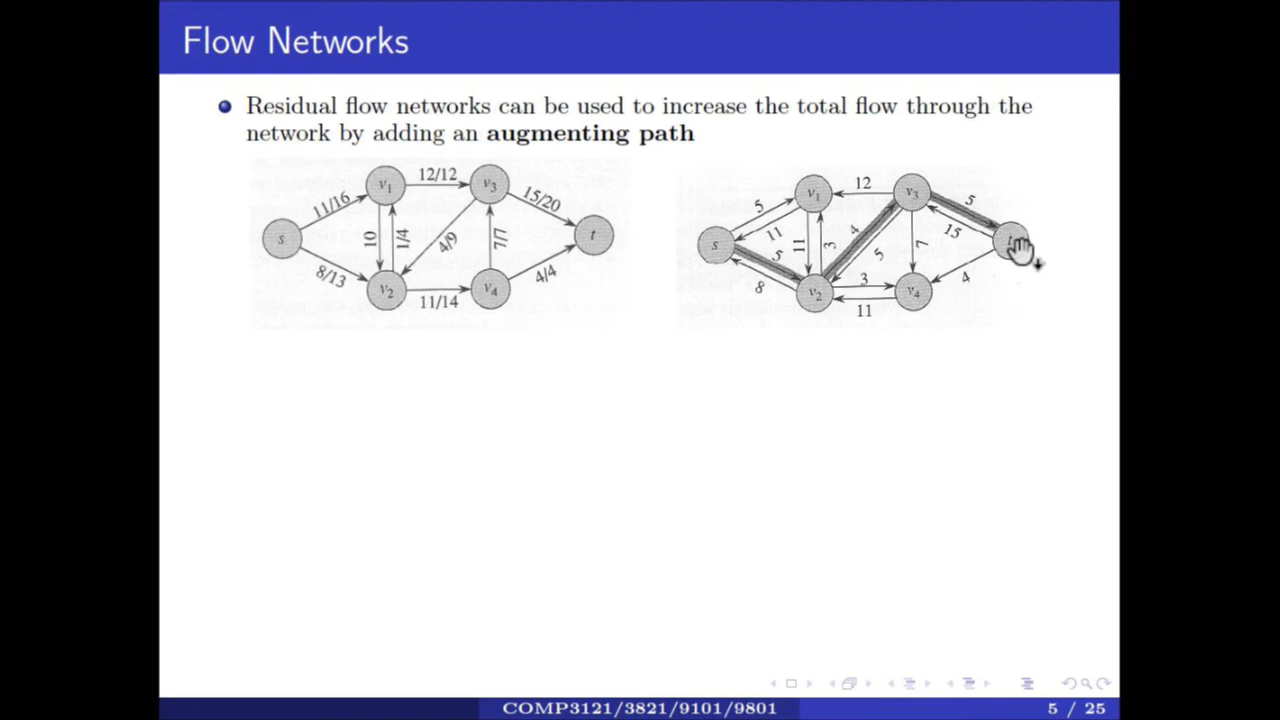 Flow Networks
Residual flow networks can be used to increase the total flow through the
network by adding an augmenting path
12/12
v1
v3
11/16
15/20
s
10
1/4
4/9
7/7
t
8/13
v2
v4
4/4
11/14
12
v1
v3
5
5
11
4
15
s
11
3
7
5
5
8
3
4
v2
v4
11
COMP3121/3821/9101/9801
5 / 25